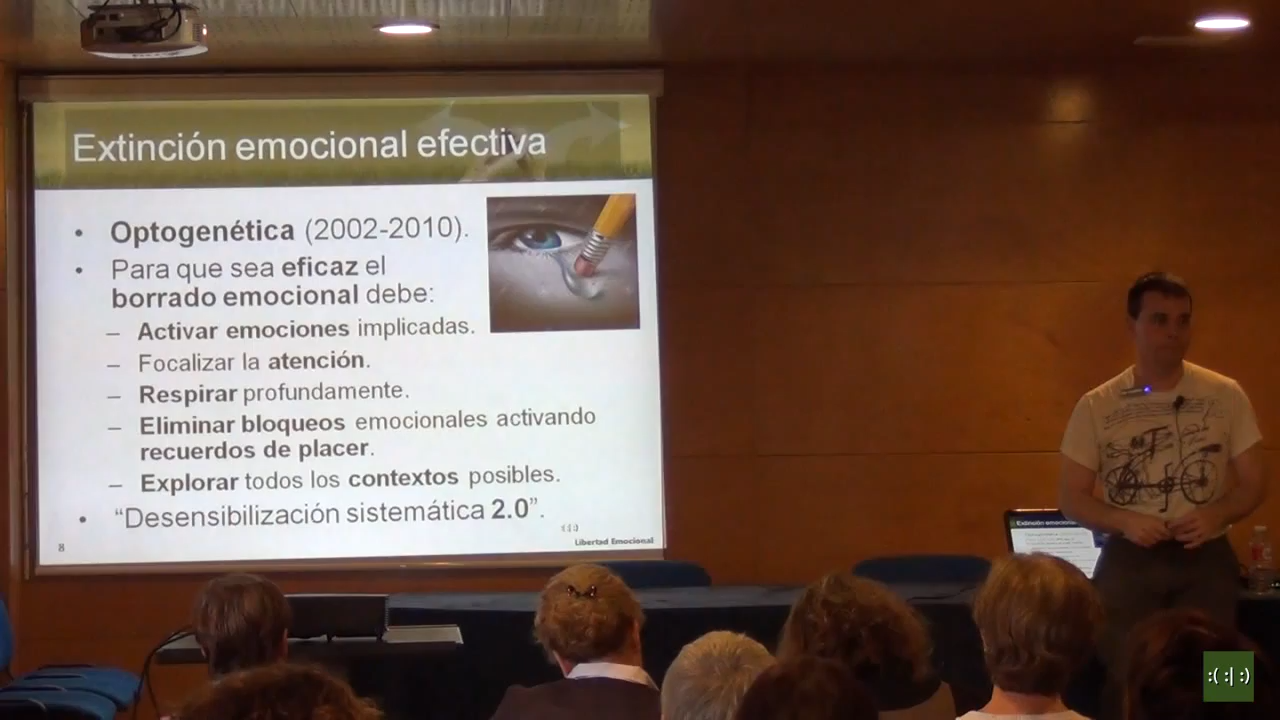 Extinción emocional efectiva
• Optogenética (2002-2010).
• Para que sea eficaz el
borrado emocional debe:
– Activar emociones implicadas.
– Focalizar la atención.
– Respirar profundamente.
– Eliminar bloqueos emocionales activando
recuerdos de placer.
– Explorar todos los contextos posibles.
• “Desensibilización sistemática 2.0”.
8
Libertad Emocional
Extinción emocional
:( :| :)